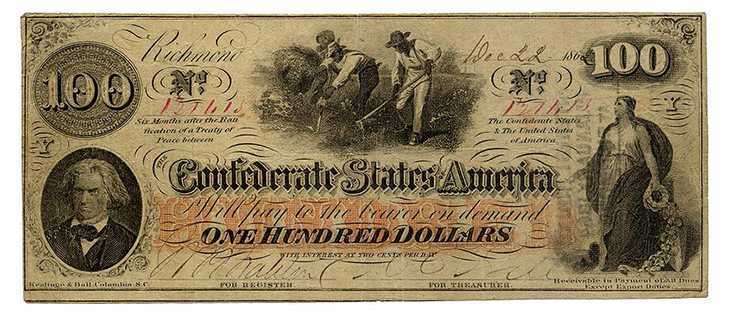 Richmond Dec 22 186
100 No No 100
Six Months after the Rati
fication of a Treaty of
Peace between
The Confederate States
& The United States
of America.
Y Y
THE
Confederate States of America
Will pay to the bearer on demand
ONE HUNDRED DOLLARS
WITH INTEREST AT TWO CENTS PER DAY
Keatinge & Ball, Columbia, S.C.
FOR REGISTER
FOR TREASURER.
Receivable in Payment of All Dues
Except Export Duties.